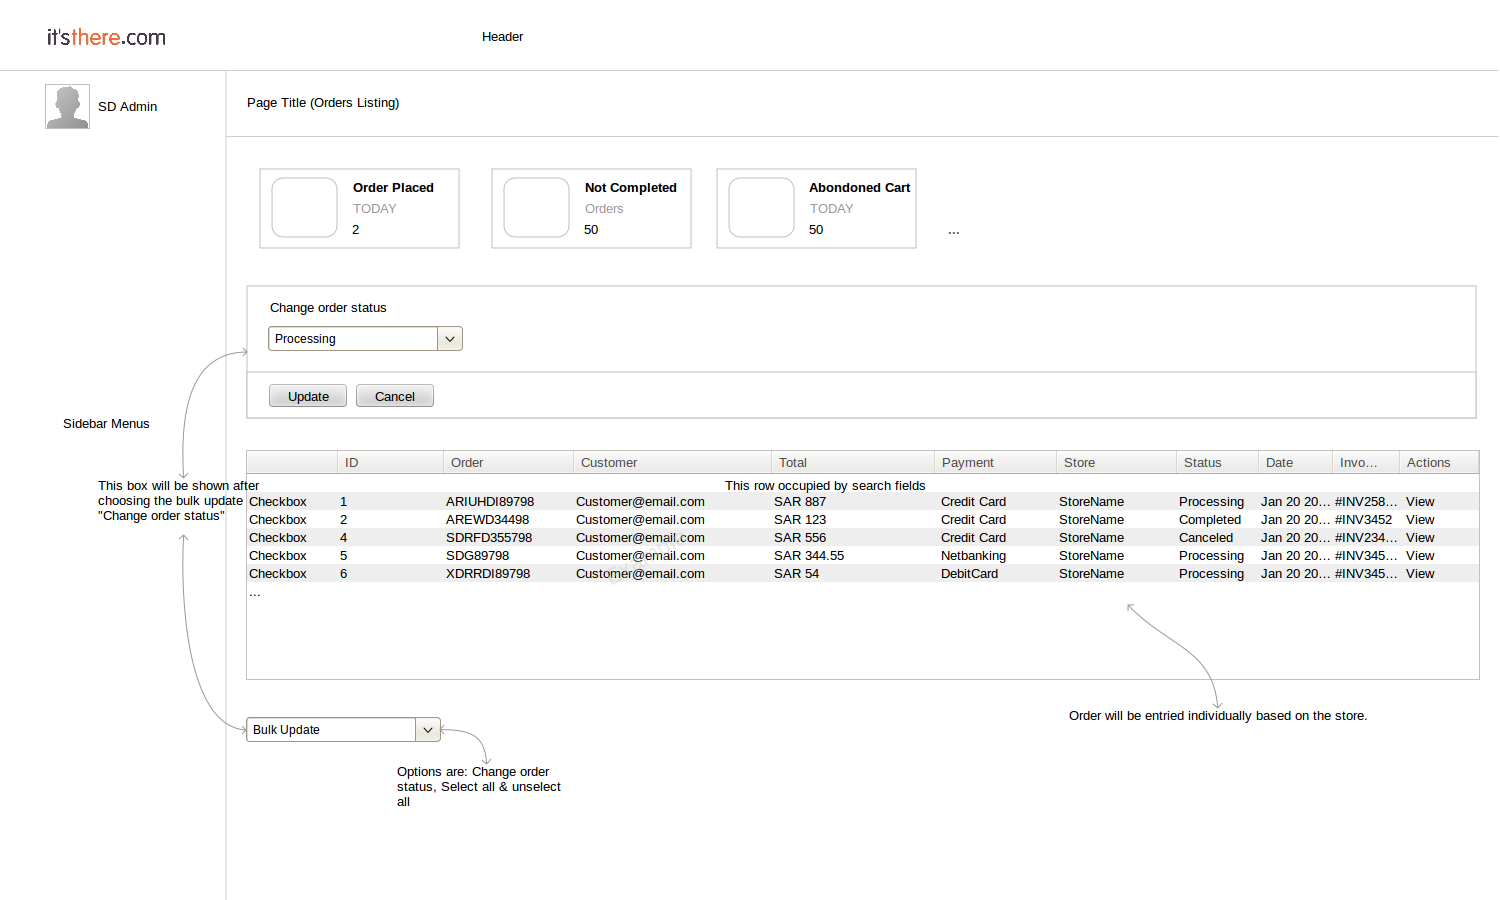 it'sthere.com
Header
SD Admin
Page Title (Orders Listing)
Order Placed
TODAY
2
Not Completed
Orders
50
Abondoned Cart
TODAY
50
...
Change order status
Processing
Update Cancel
Sidebar Menus
This box will be shown after
choosing the bulk update
"Change order status"
ID Order Customer Total Payment Store Status Date Invo... Actions
This row occupied by search fields
Checkbox 1 ARIUHDI89798 Customer@email.com SAR 887 Credit Card StoreName Processing Jan 20 20... #INV258... View
Checkbox 2 AREWD34498 Customer@email.com SAR 123 Credit Card StoreName Completed Jan 20 20... #INV3452 View
Checkbox 4 SDRFD355798 Customer@email.com SAR 556 Credit Card StoreName Canceled Jan 20 20... #INV234... View
Checkbox 5 SDG89798 Customer@email.com SAR 344.55 Netbanking StoreName Processing Jan 20 20... #INV345... View
Checkbox 6 XDRRDI89798 Customer@email.com SAR 54 DebitCard StoreName Processing Jan 20 20... #INV345... View
...
Order will be entried individually based on the store.
Bulk Update
Options are: Change order
status, Select all & unselect
all